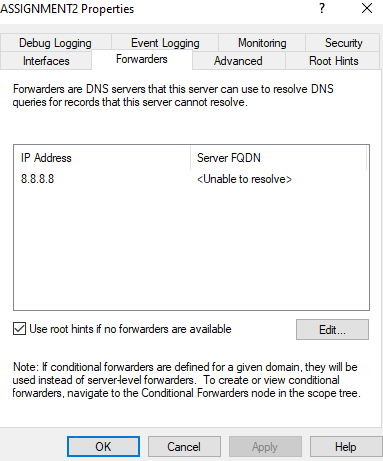 ASSIGNMENT2 Properties
Debug Logging Event Logging Monitoring Security
Interfaces Forwarders Advanced Root Hints
Forwarders are DNS servers that this server can use to resolve DNS
queries for records that this server cannot resolve.
IP Address Server FQDN
8.8.8.8 <Unable to resolve>
Use root hints if no forwarders are available Edit...
Note: If conditional forwarders are defined for a given domain, they will be
used instead of server-level forwarders. To create or view conditional
forwarders, navigate to the Conditional Forwarders node in the scope tree.
OK Cancel Apply Help